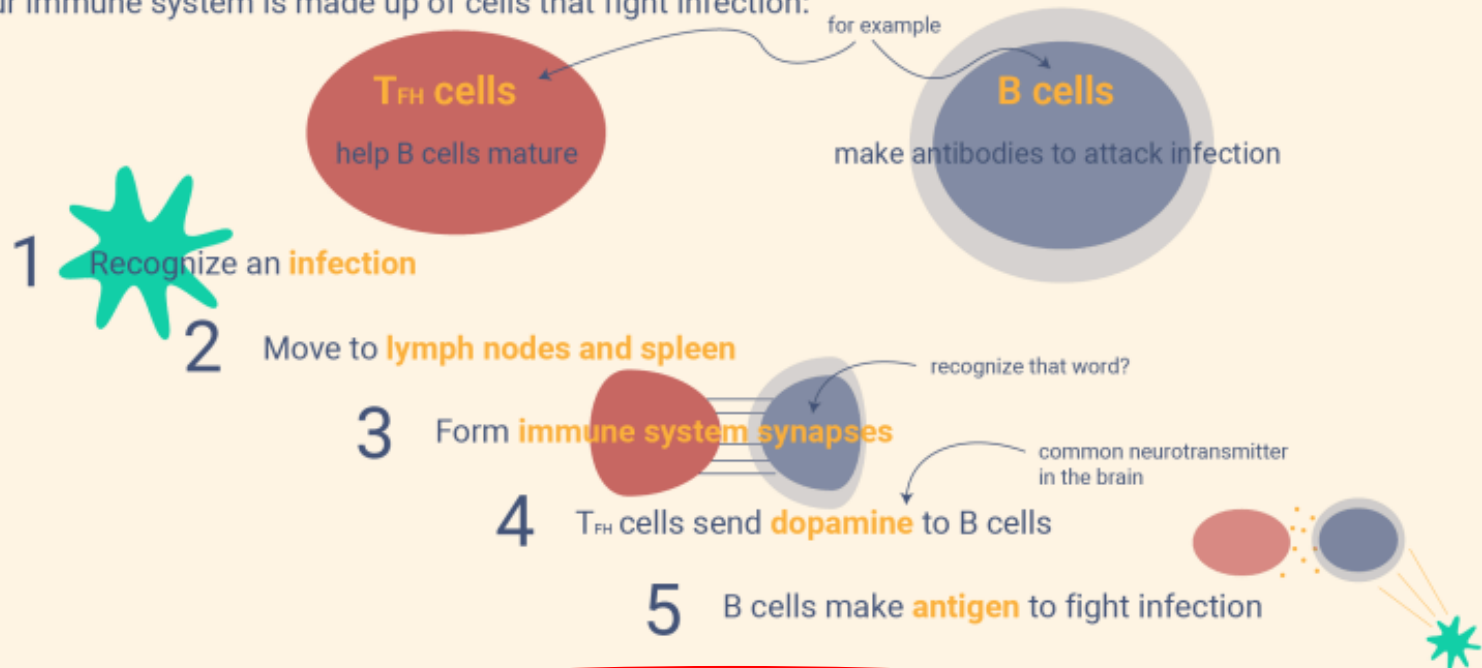 ur immune system is made up of cells that fight infection:
for example
TFH cells
help B cells mature
B cells
make antibodies to attack infection
1 Recognize an infection
2 Move to lymph nodes and spleen
recognize that word?
3 Form immune system synapses
common neurotransmitter
in the brain
4 TFH cells send dopamine to B cells
5 B cells make antigen to fight infection